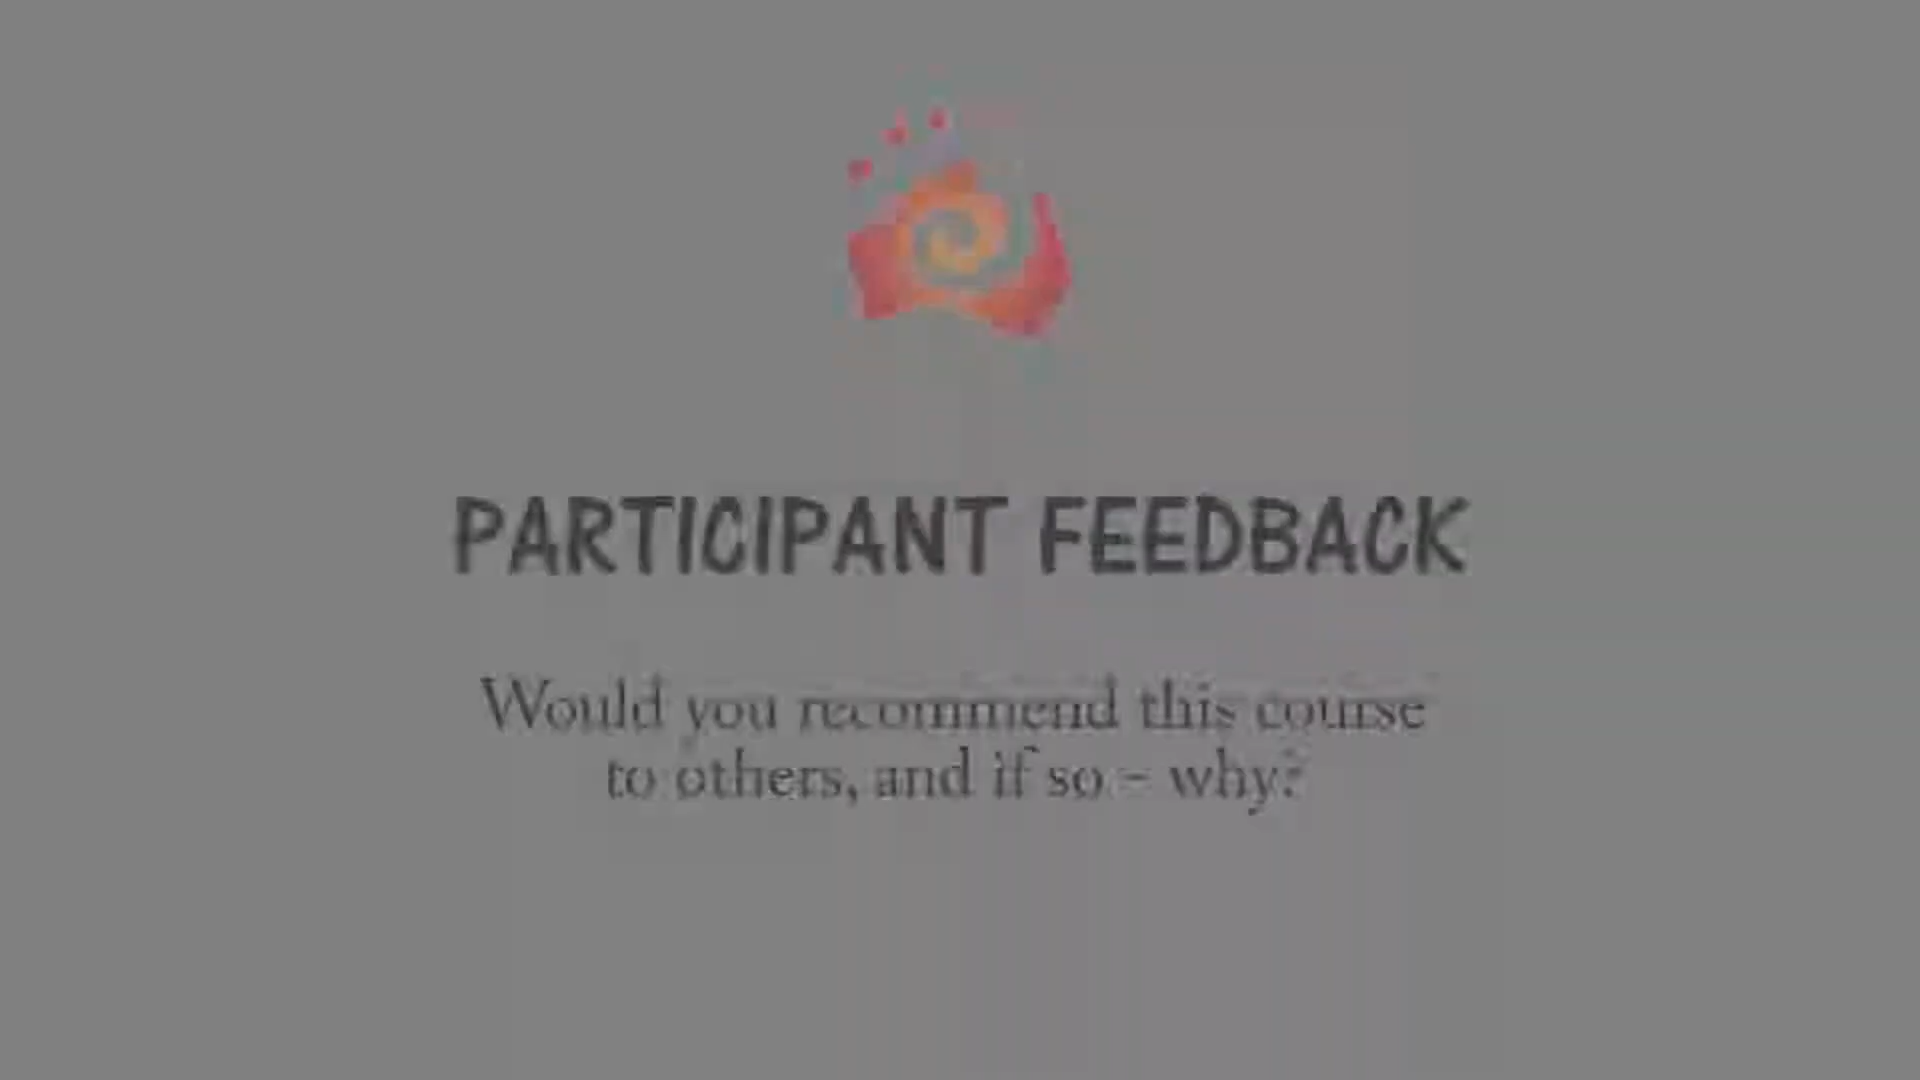 PARTICIPANT FEEDBACK
Would you recommend this course
to others, and if so - why?